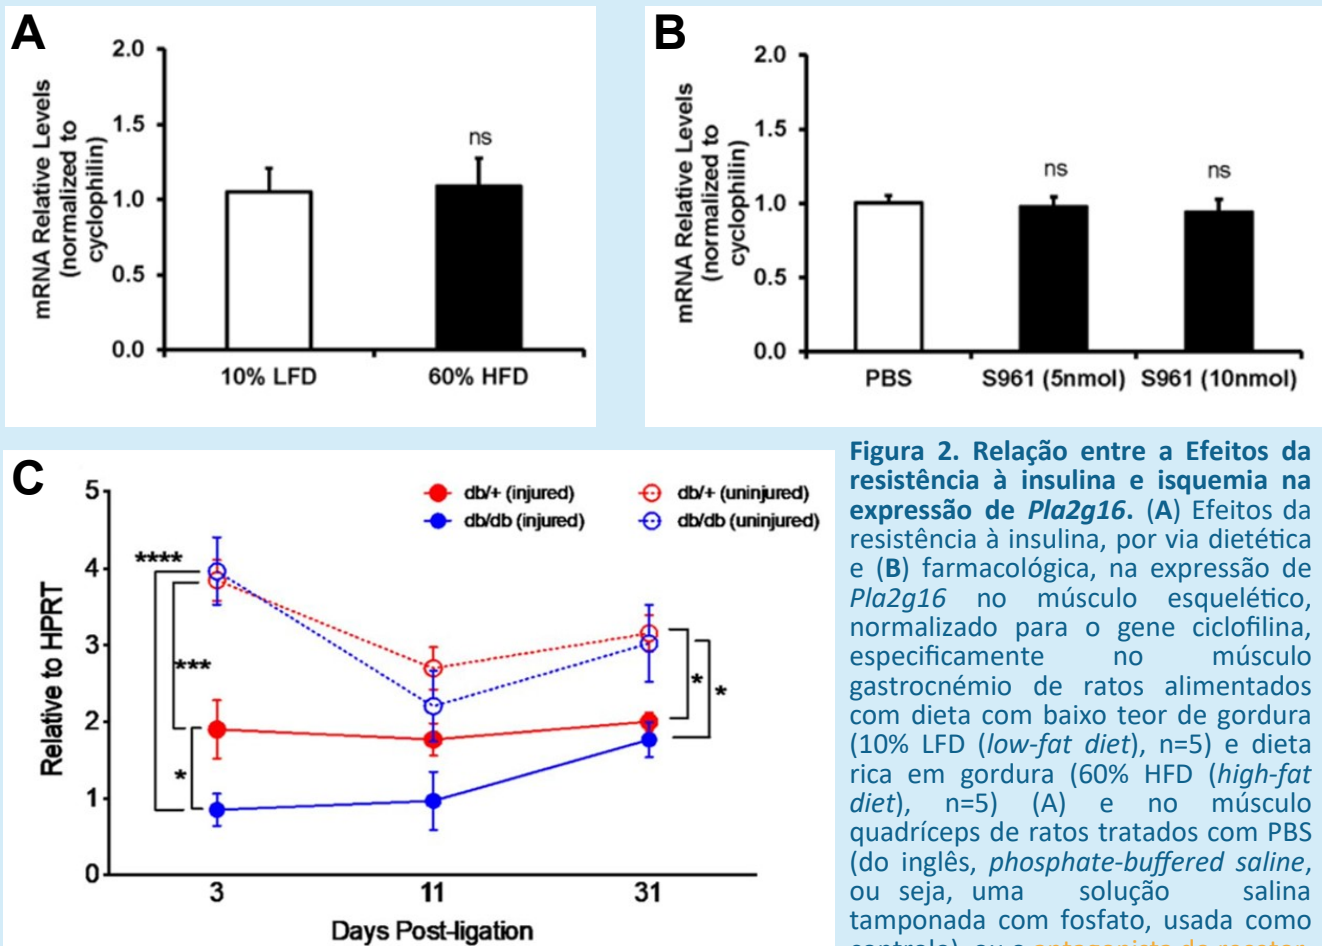 A
2.0
1.5
1.0
0.5
0.0
mRNA Relative Levels
(normalized to
cyclophilin)
ns
10% LFD
60% HFD
B
2.0
1.5
1.0
0.5
0.0
mRNA Relative Levels
(normalized to
cyclophilin)
ns
ns
PBS
S961 (5nmol)
S961 (10nmol)
C
5
4
3
2
1
0
Relative to HPRT
db/+ (injured)
db/+ (uninjured)
db/db (injured)
db/db (uninjured)
****
***
*
*
*
3
11
31
Days Post-ligation
Figura 2. Relação entre a Efeitos da
resistência à insulina e isquemia na
expressão de Pla2g16. (A) Efeitos da
resistência à insulina, por via dietética
e (B) farmacológica, na expressão de
Pla2g16 no músculo esquelético,
normalizado para o gene ciclofilina,
especificamente no músculo
gastrocnémio de ratos alimentados
com dieta com baixo teor de gordura
(10% LFD (low-fat diet), n=5) e dieta
rica em gordura (60% HFD (high-fat
diet), n=5) (A) e no músculo
quadríceps de ratos tratados com PBS
(do inglês, phosphate-buffered saline,
ou seja, uma solução salina
tamponada com fosfato, usada como